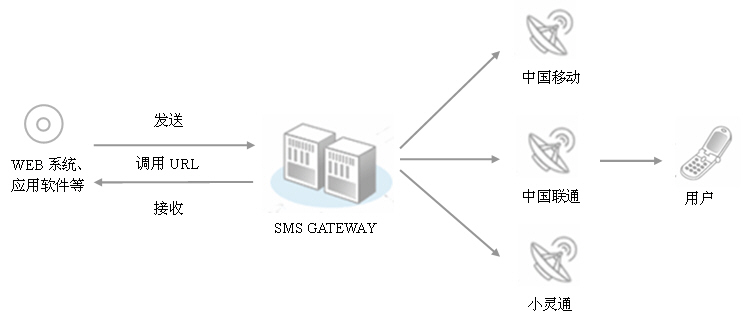 中国移动
发送
WEB 系统、
应用软件等
调用 URL
接收
SMS GATEWAY
中国联通
用户
小灵通